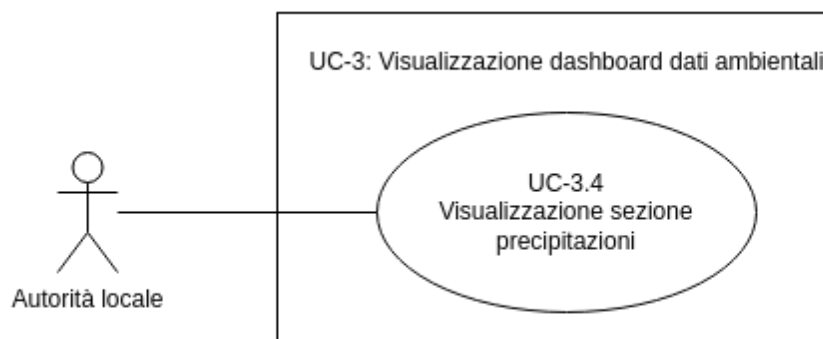 UC-3: Visualizzazione dashboard dati ambientali
UC-3.4
Visualizzazione sezione
precipitazioni
Autorità locale